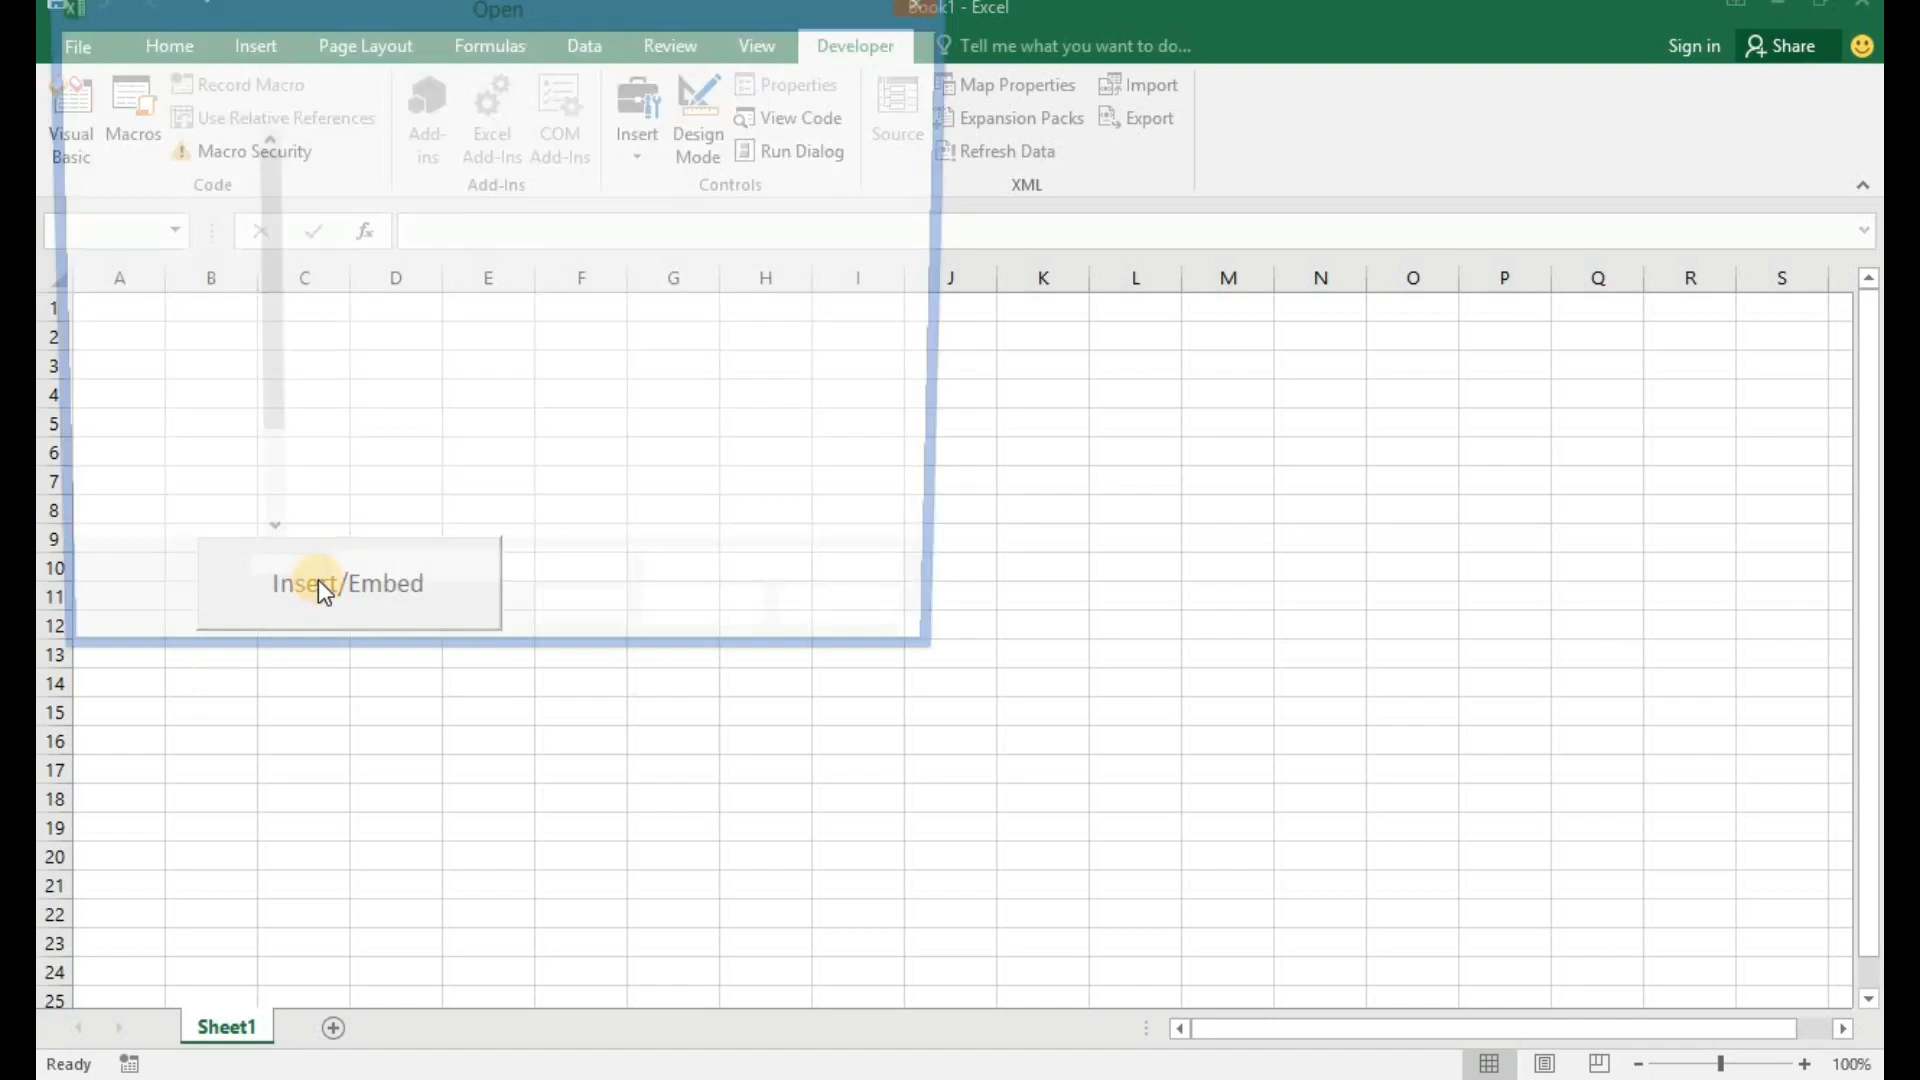 Open
Book1 - Excel
File Home Insert Page Layout Formulas Data Review View Developer Tell me what you want to do... Sign in Share
Visual Basic
Macros
Record Macro
Use Relative References
Macro Security
Code
Add-ins
Excel Add-Ins
COM Add-Ins
Add-Ins
Insert
Design Mode
Properties
View Code
Run Dialog
Controls
Source
Map Properties
Expansion Packs
Refresh Data
Import
Export
XML
fx
A B C D E F G H I J K L M N O P Q R S
1
2
3
4
5
6
7
8
9
10
11
12
13
14
15
16
17
18
19
20
21
22
23
24
25
Insert/Embed
Sheet1
Ready
100%